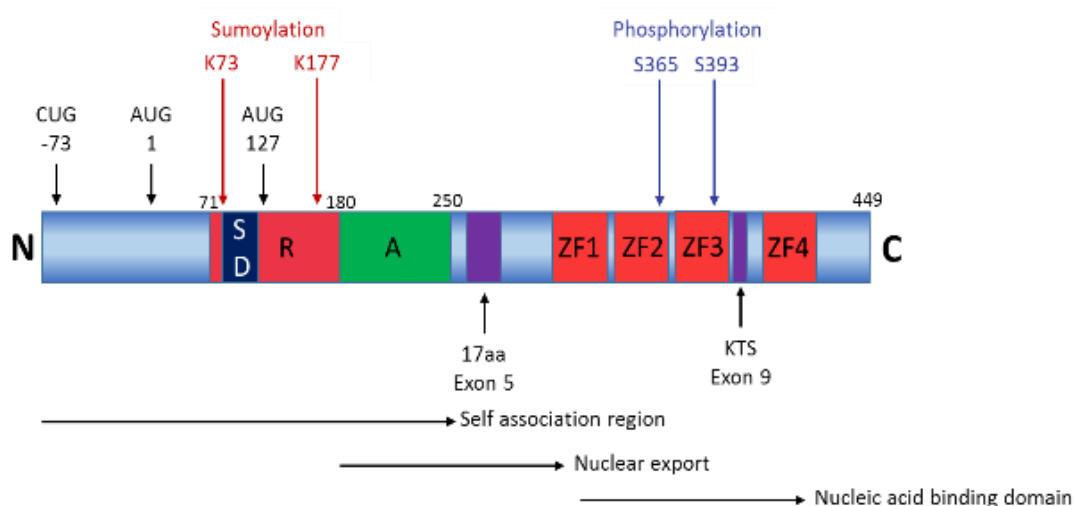 Sumoylation
Phosphorylation
K73
K177
S365
S393
CUG
-73
AUG
1
AUG
127
71
180
250
449
N
S
D
R
A
ZF1
ZF2
ZF3
ZF4
C
17aa
Exon 5
KTS
Exon 9
Self association region
Nuclear export
Nucleic acid binding domain